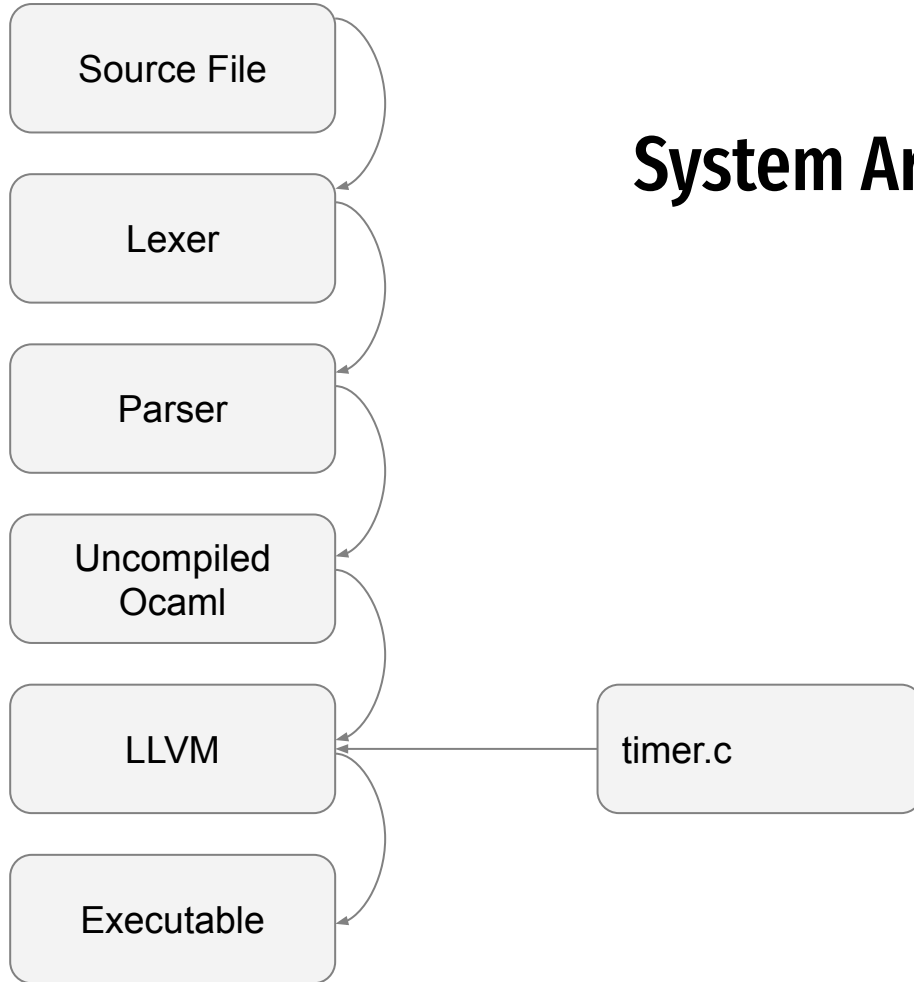 Source File
System Ar
Lexer
Parser
Uncompiled
Ocaml
LLVM
timer.c
Executable